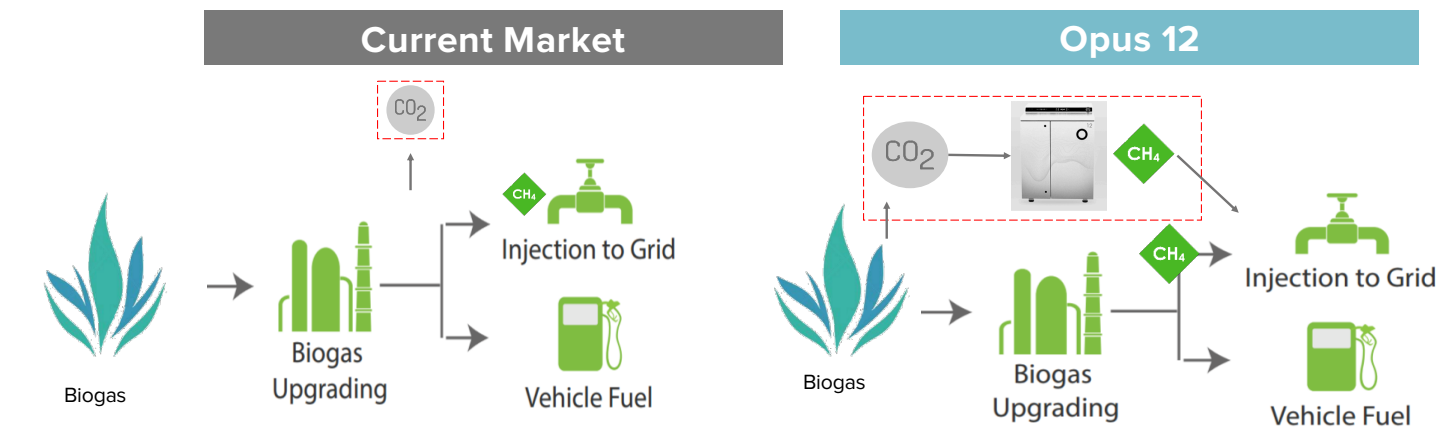 Current Market
CO2
CH4
Injection to Grid
Biogas
Biogas
Upgrading
Vehicle Fuel
Opus 12
CO2
CH4
CH4
Injection to Grid
Biogas
Biogas
Upgrading
Vehicle Fuel